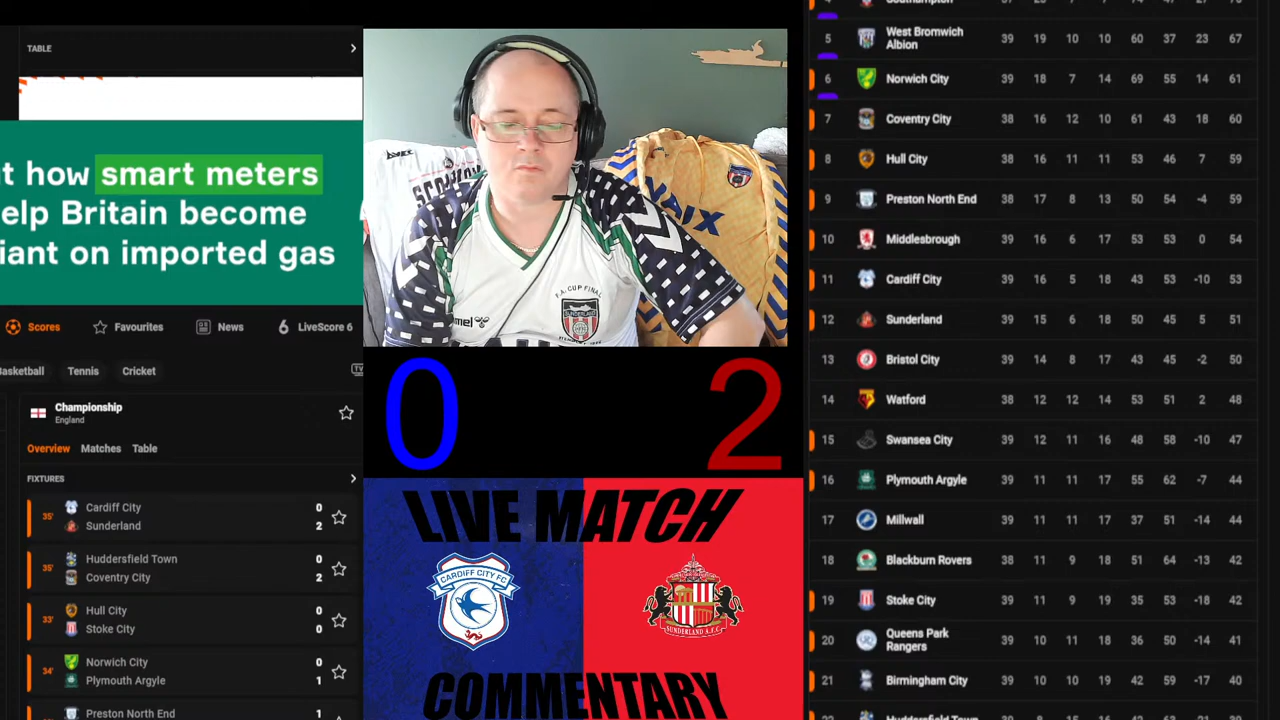 TABLE
t how smart meters
elp Britain become
iant on imported gas
Scores Favourites News 6 LiveScore 6
asketball Tennis Cricket
Championship
England
Overview Matches Table
FIXTURES
35' Cardiff City 0
Sunderland 2
35' Huddersfield Town 0
Coventry City 2
33' Hull City 0
Stoke City 0
34' Norwich City 0
Plymouth Argyle 1
Preston North End 1
F.A. CUP FINAL
SUNDERLAND
VAIX
0 2
LIVE MATCH
CARDIFF CITY FC
SUNDERLAND A.F.C.
COMMENTARY
5 West Bromwich Albion 39 19 10 10 60 37 23 67
6 Norwich City 39 18 7 14 69 55 14 61
7 Coventry City 38 16 12 10 61 43 18 60
8 Hull City 38 16 11 11 53 46 7 59
9 Preston North End 38 17 8 13 50 54 -4 59
10 Middlesbrough 39 16 6 17 53 53 0 54
11 Cardiff City 39 16 5 18 43 53 -10 53
12 Sunderland 39 15 6 18 50 45 5 51
13 Bristol City 39 14 8 17 43 45 -2 50
14 Watford 38 12 12 14 53 51 2 48
15 Swansea City 39 12 11 16 48 58 -10 47
16 Plymouth Argyle 39 11 11 17 55 62 -7 44
17 Millwall 39 11 11 17 37 51 -14 44
18 Blackburn Rovers 38 11 9 18 51 64 -13 42
19 Stoke City 39 11 9 19 35 53 -18 42
20 Queens Park Rangers 39 10 11 18 36 50 -14 41
21 Birmingham City 39 10 10 19 42 59 -17 40